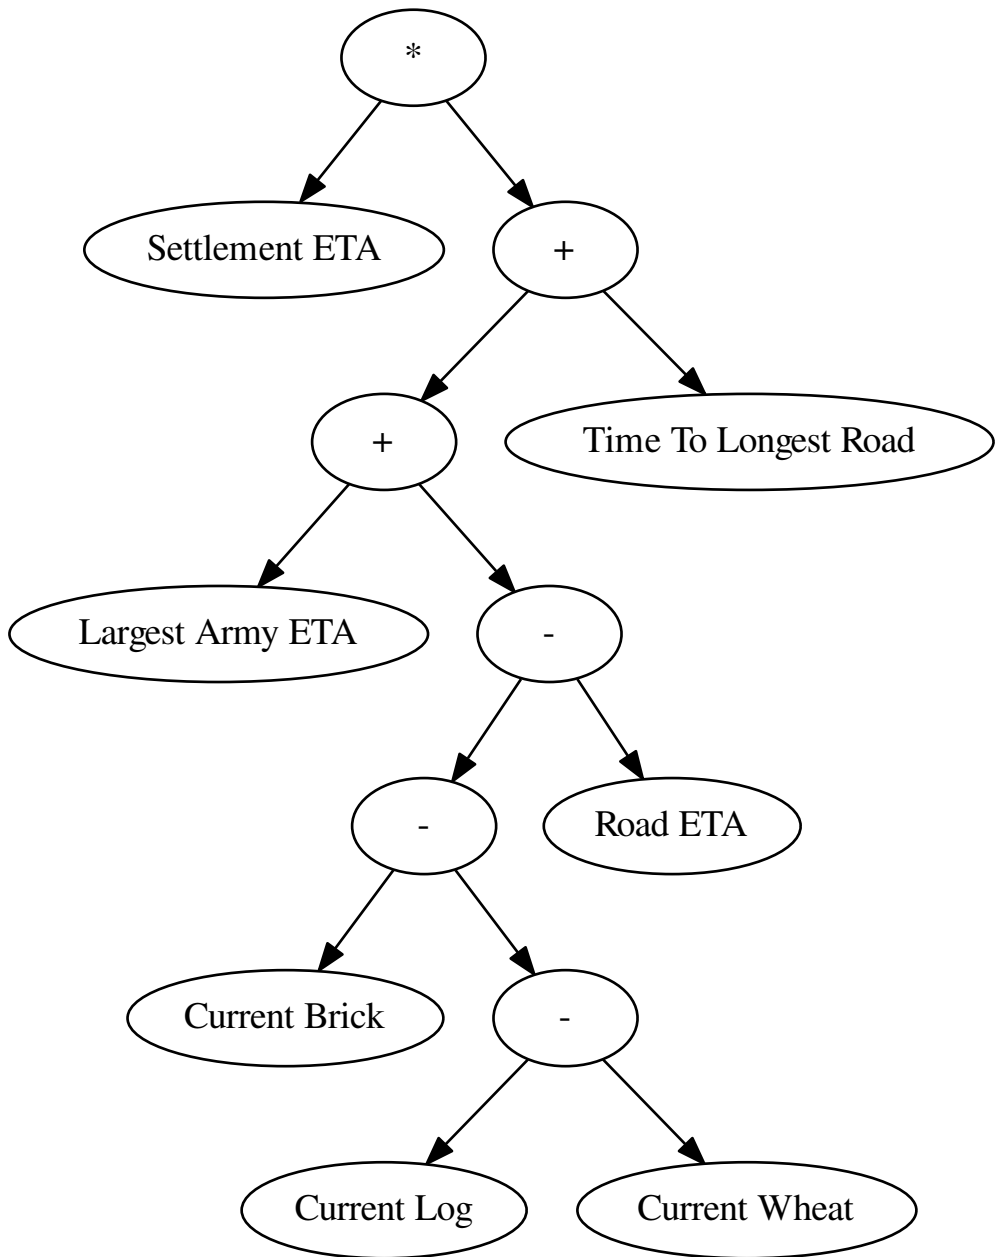 *
Settlement ETA
+
+
Time To Longest Road
Largest Army ETA
-
-
Road ETA
Current Brick
-
Current Log
Current Wheat